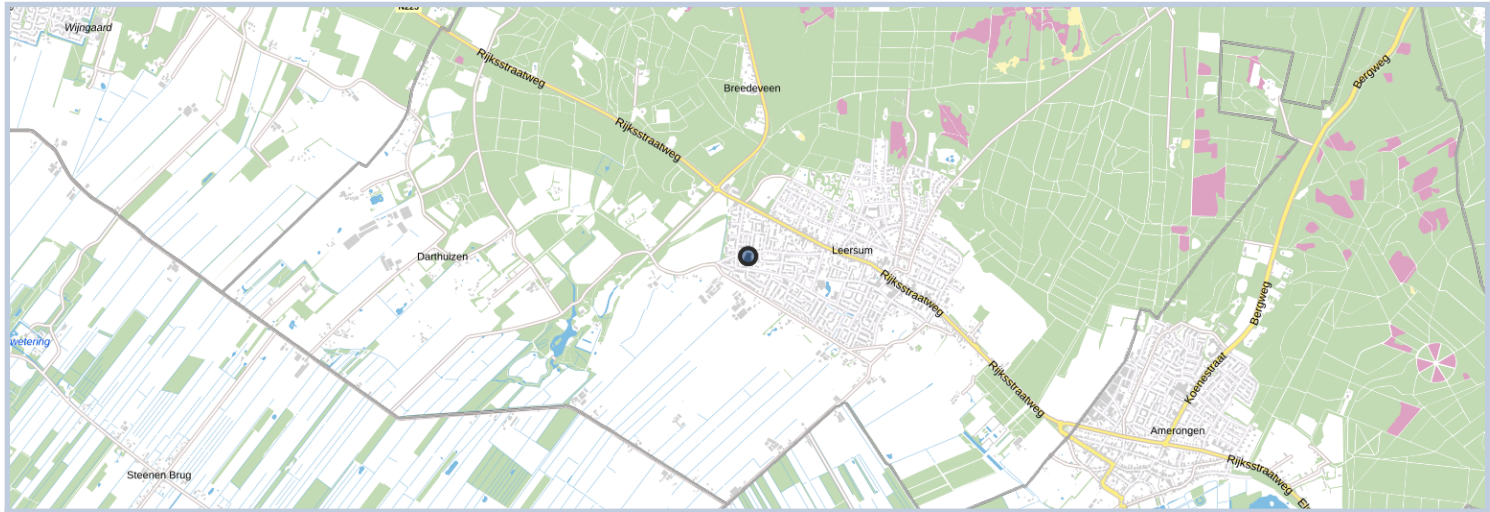 N225
Wijngaard
Rijksstraatweg
Bergweg
Breedeveen
Rijksstraatweg
Darthuizen
Leersum
Rijksstraatweg
Bergweg
wetering
Rijksstraatweg
Koenestraat
Amerongen
Steenen Brug
Rijksstraatweg